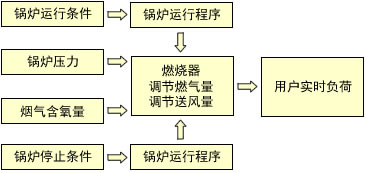 锅炉运行条件
锅炉运行程序
锅炉压力
燃烧器
调节燃气量
调节送风量
用户实时负荷
烟气含氧量
锅炉停止条件
锅炉运行程序